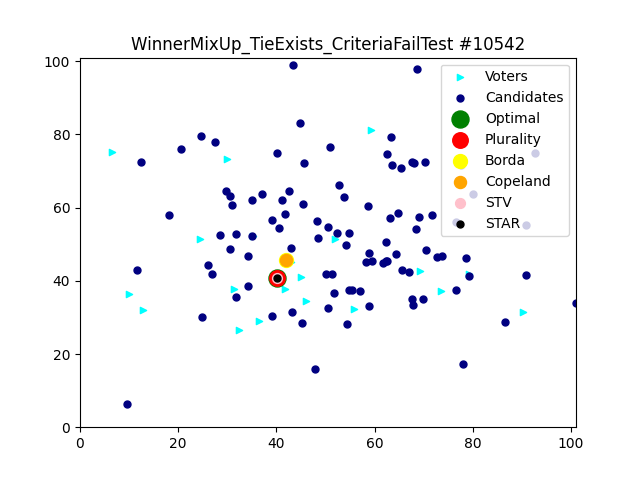 WinnerMixUp_TieExists_CriteriaFailTest #10542
Voters
Candidates
Optimal
Plurality
Borda
Copeland
STV
STAR
100
80
60
40
20
0
0 20 40 60 80 100